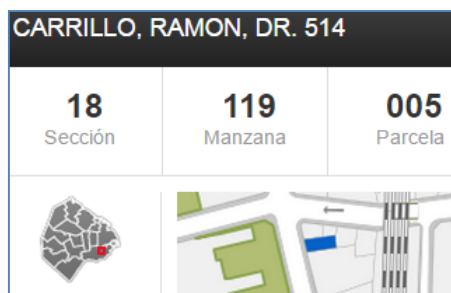 CARRILLO, RAMON, DR. 514
18 119 005
Sección Manzana Parcela